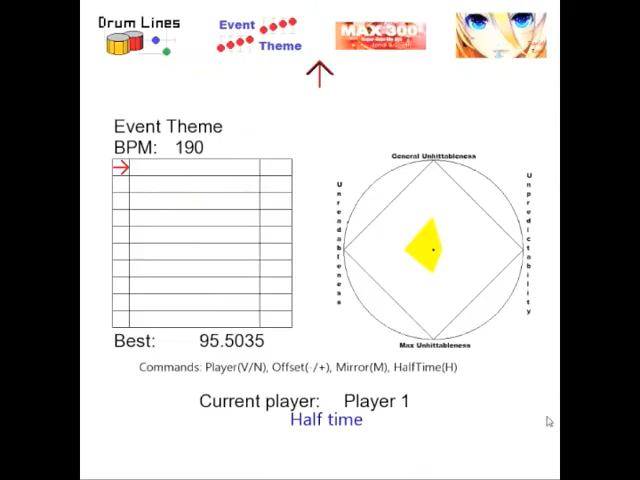 Drum Lines
Event
Theme
MAX 300
Event Theme
BPM: 190
General Unhittableness
Unreadableness
Unpredictability
Max Unhittableness
Best: 95.5035
Commands: Player(V/N), Offset(-/+), Mirror(M), HalfTime(H)
Current player: Player 1
Half time